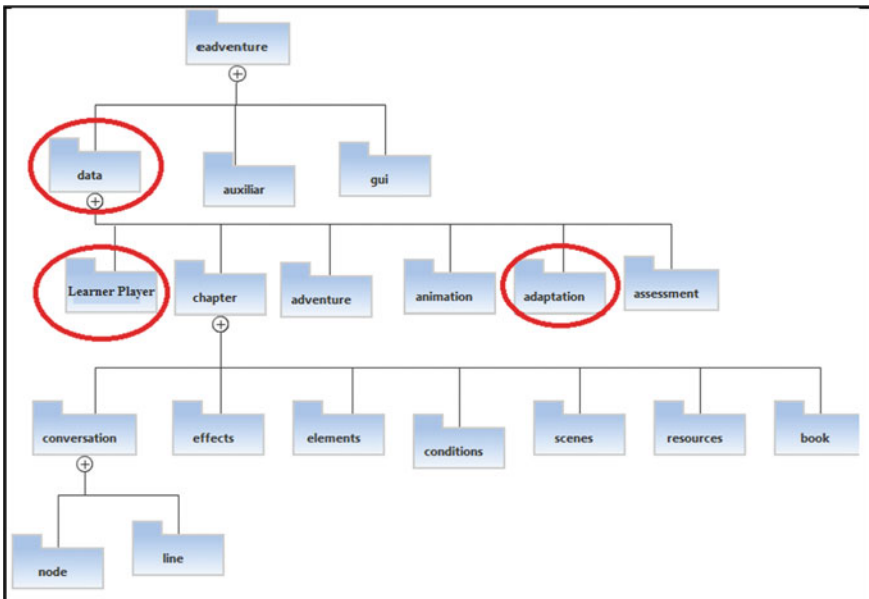 eadventure
data
auxiliar
gui
Learner Player
chapter
adventure
animation
adaptation
assessment
conversation
effects
elements
conditions
scenes
resources
book
node
line